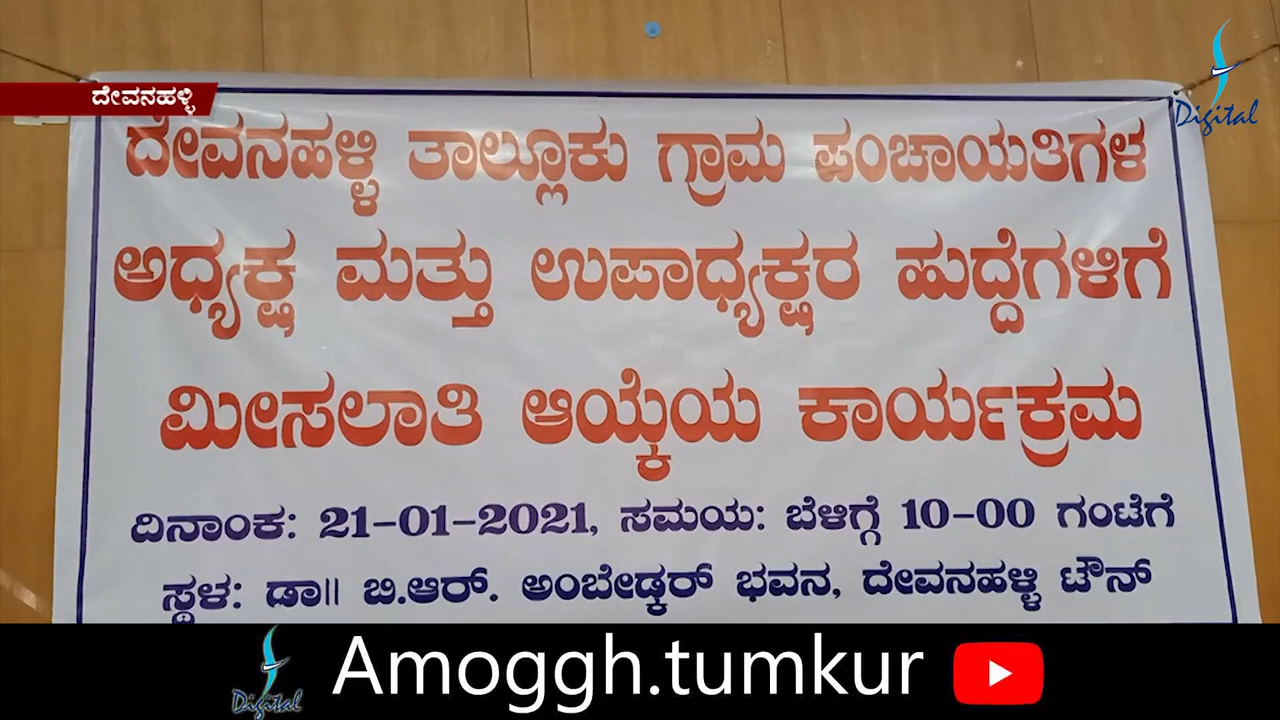 ದೇವನಹಳ್ಳಿ
Digital
ದೇವನಹಳ್ಳಿ ತಾಲ್ಲೂಕು ಗ್ರಾಮ ಪಂಚಾಯತಿಗಳ
ಅಧ್ಯಕ್ಷ ಮತ್ತು ಉಪಾಧ್ಯಕ್ಷರ ಹುದ್ದೆಗಳಿಗೆ
ಮೀಸಲಾತಿ ಆಯ್ಕೆಯ ಕಾರ್ಯಕ್ರಮ
ದಿನಾಂಕ: 21-01-2021, ಸಮಯ: ಬೆಳಿಗ್ಗೆ 10-00 ಗಂಟೆಗೆ
ಸ್ಥಳ: ಡಾ|| ಬಿ.ಆರ್. ಅಂಬೇಡ್ಕರ್ ಭವನ, ದೇವನಹಳ್ಳಿ ಟೌನ್
Digital Amoggh.tumkur